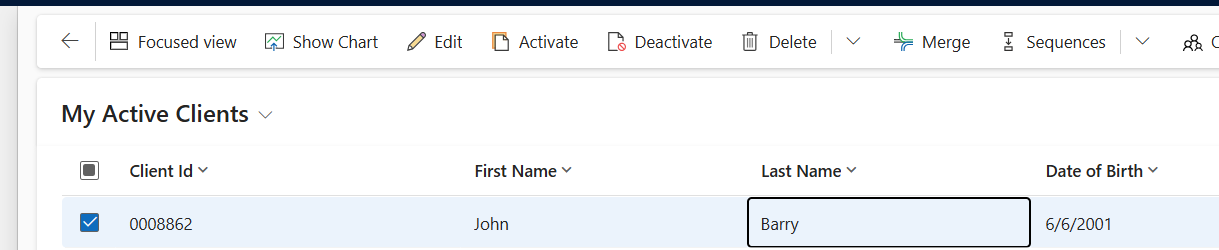 Focused view Show Chart Edit Activate Deactivate Delete Merge Sequences
My Active Clients
Client Id First Name Last Name Date of Birth
0008862 John Barry 6/6/2001